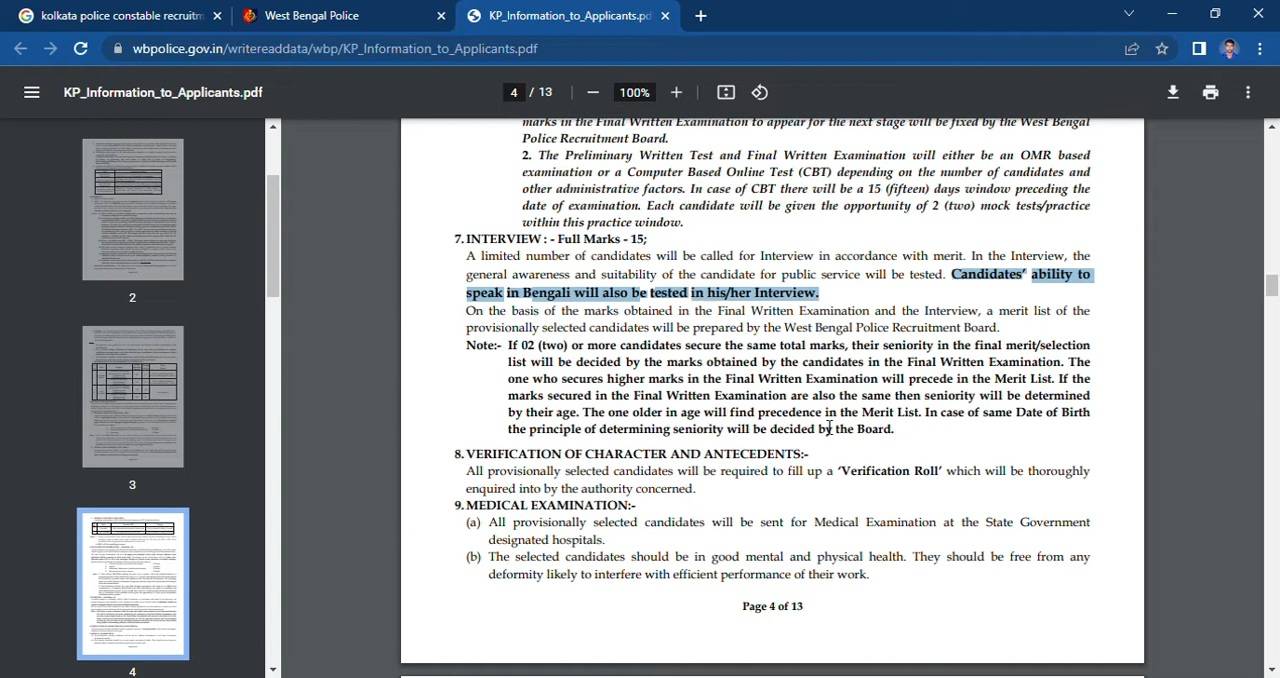 kolkata police constable recruitm
West Bengal Police
KP_Information_to_Applicants.pd
wbpolice.gov.in/writereaddata/wbp/KP_Information_to_Applicants.pdf
KP_Information_to_Applicants.pdf
4 / 13
100%
2
3
4
marks in the Final Written Examination to appear for the next stage will be fixed by the West Bengal
Police Recruitment Board.
2. The Preliminary Written Test and Final Written Examination will either be an OMR based
examination or a Computer Based Online Test (CBT) depending on the number of candidates and
other administrative factors. In case of CBT there will be a 15 (fifteen) days window preceding the
date of examination. Each candidate will be given the opportunity of 2 (two) mock tests/practice
within this practice window.
7. INTERVIEW : - Full Marks - 15;
A limited number of candidates will be called for Interview in accordance with merit. In the Interview, the
general awareness and suitability of the candidate for public service will be tested. Candidates' ability to
speak in Bengali will also be tested in his/her Interview.
On the basis of the marks obtained in the Final Written Examination and the Interview, a merit list of the
provisionally selected candidates will be prepared by the West Bengal Police Recruitment Board.
Note:- If 02 (two) or more candidates secure the same total marks, their seniority in the final merit/selection
list will be decided by the marks obtained by the candidates in the Final Written Examination. The
one who secures higher marks in the Final Written Examination will precede in the Merit List. If the
marks secured in the Final Written Examination are also the same then seniority will be determined
by their age. The one older in age will find precedence in the Merit List. In case of same Date of Birth
the principle of determining seniority will be decided by the Board.
8. VERIFICATION OF CHARACTER AND ANTECEDENTS:-
All provisionally selected candidates will be required to fill up a 'Verification Roll' which will be thoroughly
enquired into by the authority concerned.
9. MEDICAL EXAMINATION:-
(a) All provisionally selected candidates will be sent for Medical Examination at the State Government
designated hospitals.
(b) The selected candidates should be in good mental and physical health. They should be free from any
deformity likely to interfere with efficient performance of their work.
Page 4 of 13